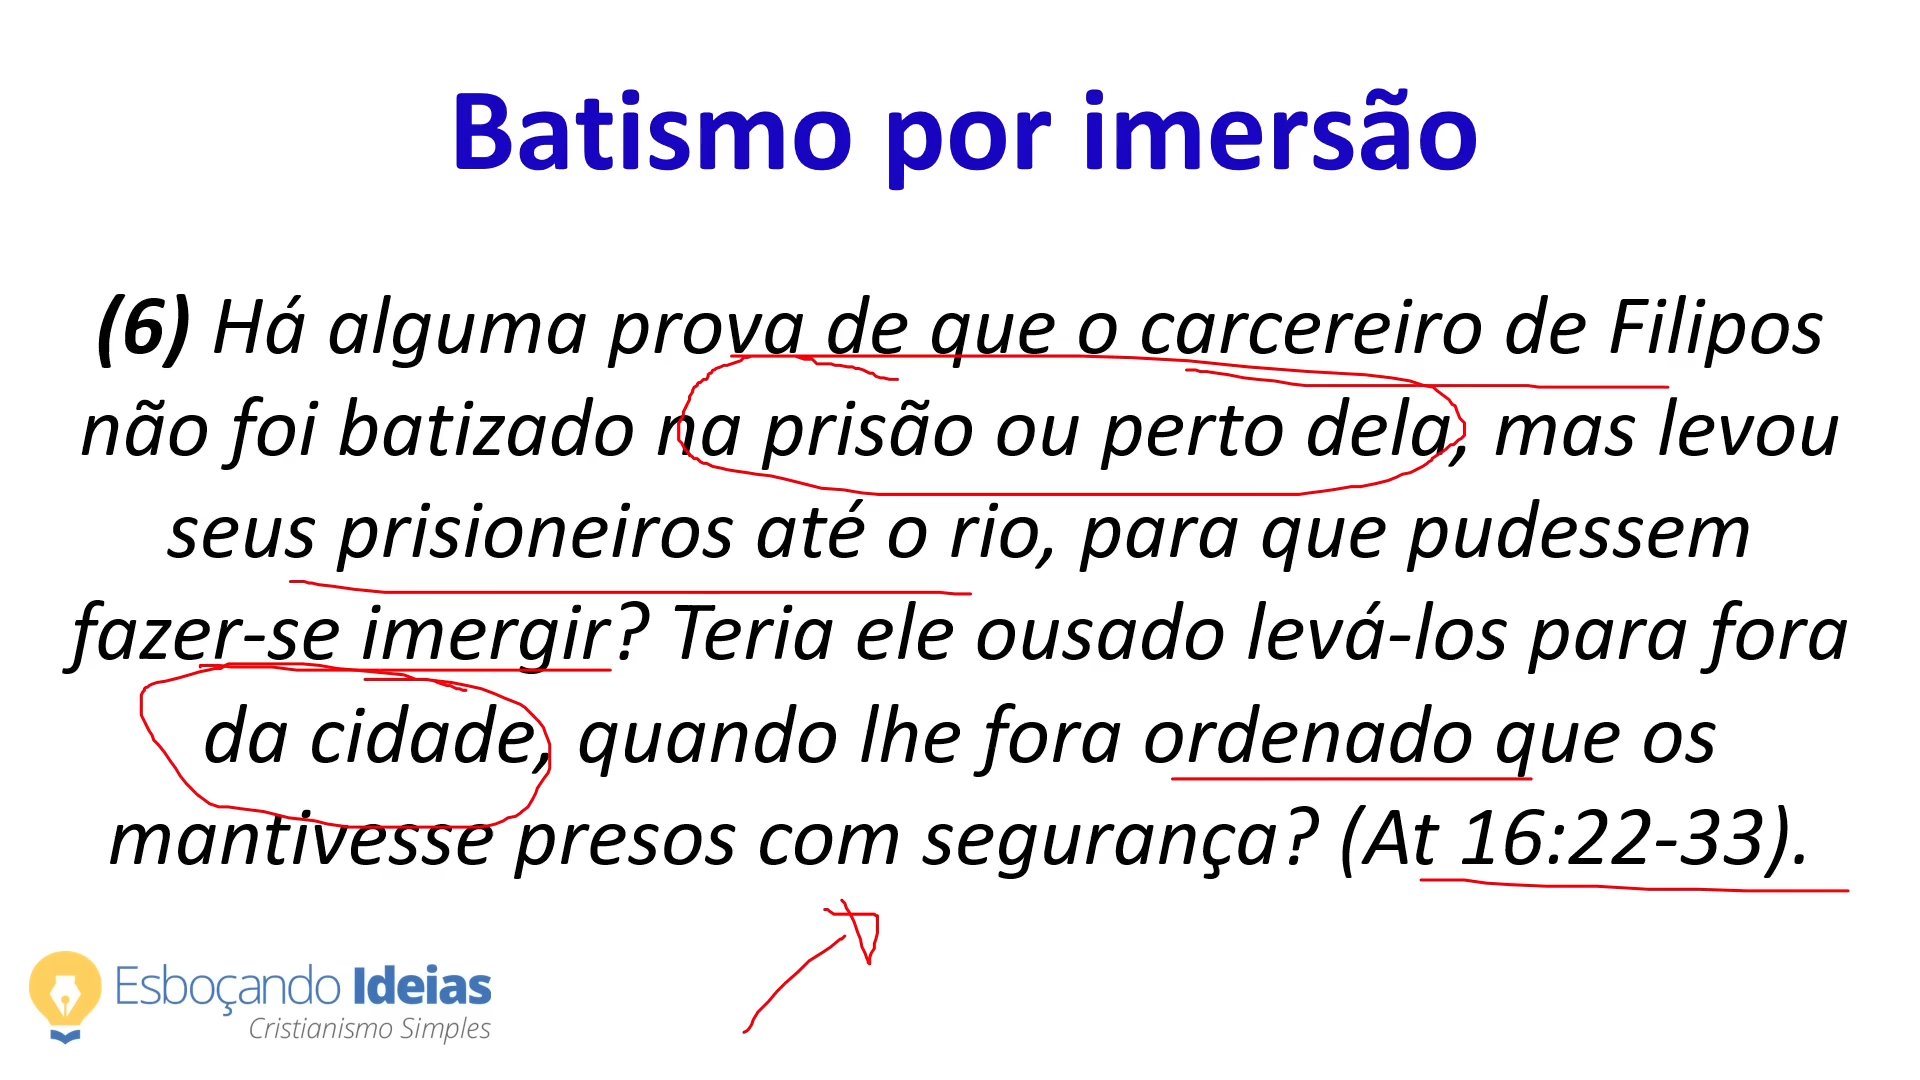 Batismo por imersão
(6) Há alguma prova de que o carcereiro de Filipos
não foi batizado na prisão ou perto dela, mas levou
seus prisioneiros até o rio, para que pudessem
fazer-se imergir? Teria ele ousado levá-los para fora
da cidade, quando lhe fora ordenado que os
mantivesse presos com segurança? (At 16:22-33).
Esboçando Ideias
Cristianismo Simples